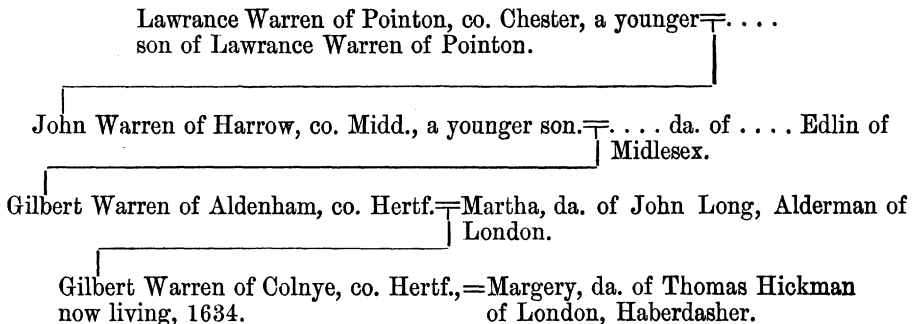 Lawrance Warren of Pointon, co. Chester, a younger=. . . .
son of Lawrance Warren of Pointon.
John Warren of Harrow, co. Midd., a younger son.=. . . . da. of . . . . Edlin of
Midlesex.
Gilbert Warren of Aldenham, co. Hertf.=Martha, da. of John Long, Alderman of
London.
Gilbert Warren of Colnye, co. Hertf.,=Margery, da. of Thomas Hickman
now living, 1634.
of London, Haberdasher.